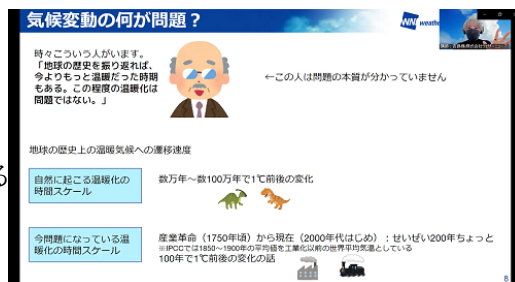 気候変動の何が問題？
WNI weathe
時々こういう人がいます。
「地球の歴史を振り返れば、
今よりもっと温暖だった時期
もある。この程度の温暖化は
問題ではない。」
←この人は問題の本質が分かっていません
地球の歴史上の温暖気候への遷移速度
る
自然に起こる温暖化の
時間スケール
数万年～数100万年で1℃前後の変化
今問題になっている温
暖化の時間スケール
産業革命（1750年頃）から現在（2000年代はじめ）：せいぜい200年ちょっと
※IPCCでは1850～1900年の平均値を工業化以前の世界平均気温としている
100年で1℃前後の変化の話
8